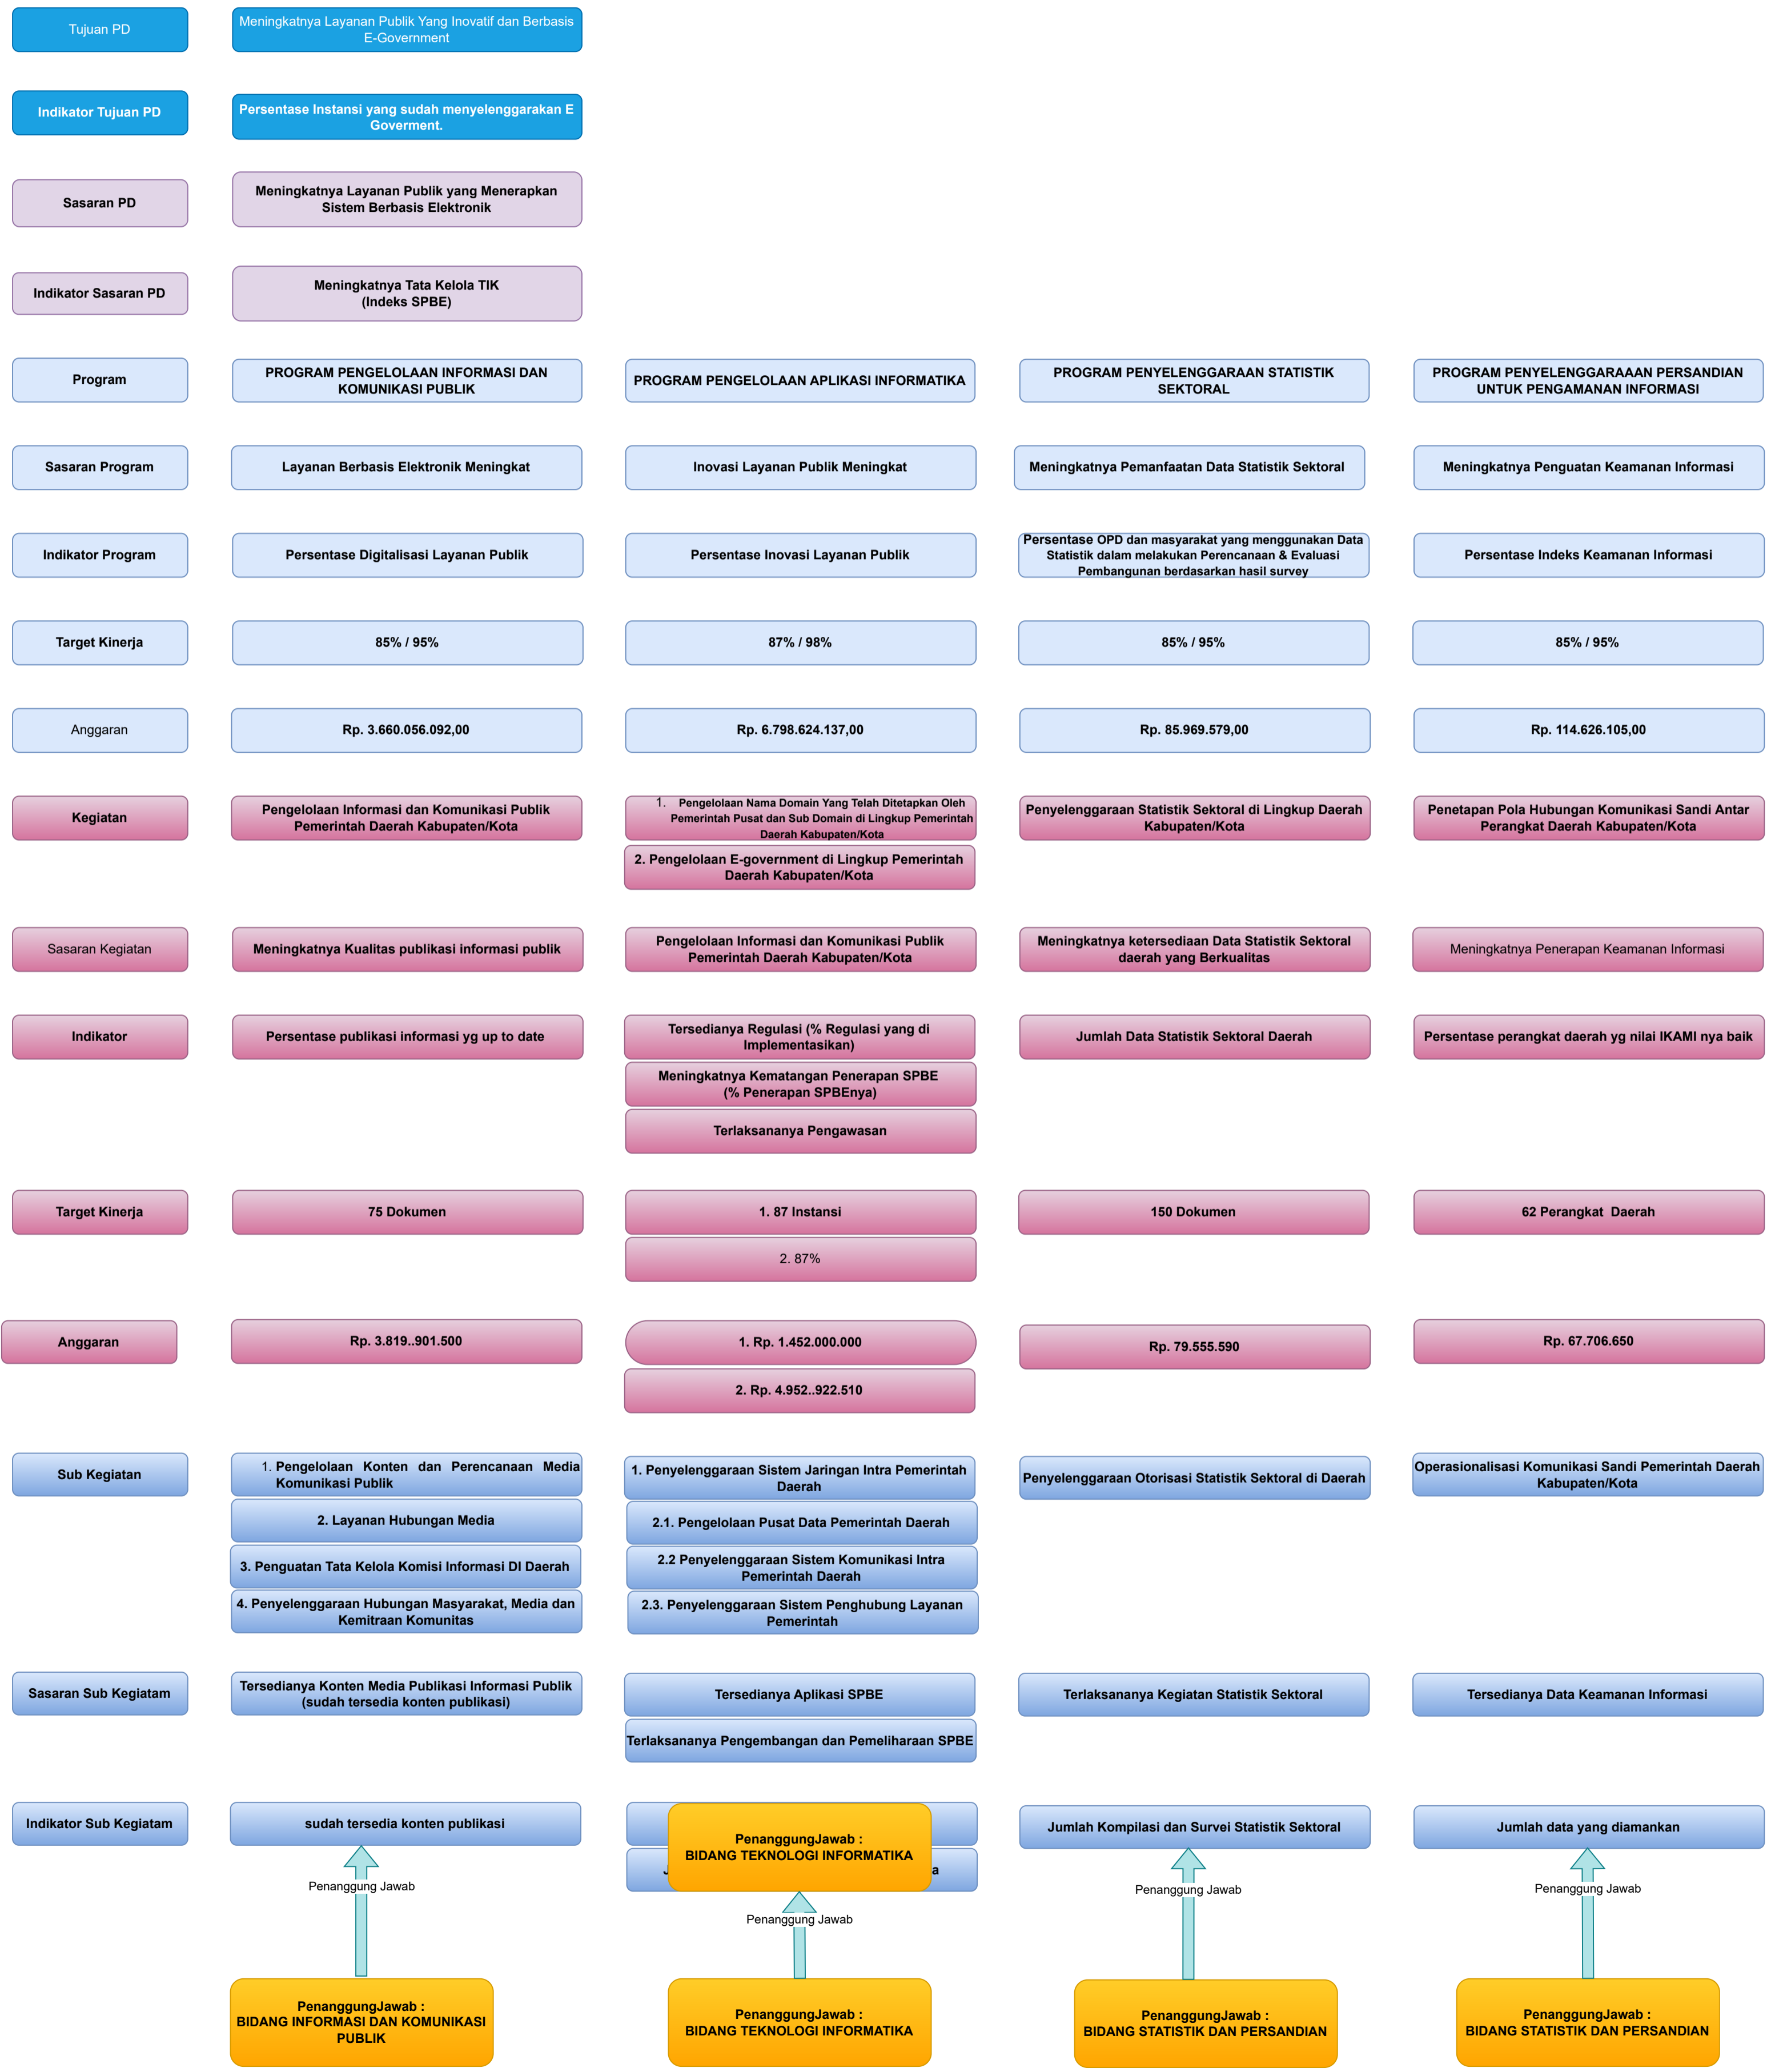 Tujuan PD
Meningkatnya Layanan Publik Yang Inovatif dan Berbasis
E-Government
Indikator Tujuan PD
Persentase Instansi yang sudah menyelenggarakan E
Goverment.
Sasaran PD
Meningkatnya Layanan Publik yang Menerapkan
Sistem Berbasis Elektronik
Indikator Sasaran PD
Meningkatnya Tata Kelola TIK
(Indeks SPBE)
Program
PROGRAM PENGELOLAAN INFORMASI DAN
KOMUNIKASI PUBLIK
PROGRAM PENGELOLAAN APLIKASI INFORMATIKA
PROGRAM PENYELENGGARAAN STATISTIK
SEKTORAL
PROGRAM PENYELENGGARAAAN PERSANDIAN
UNTUK PENGAMANAN INFORMASI
Sasaran Program
Layanan Berbasis Elektronik Meningkat
Inovasi Layanan Publik Meningkat
Meningkatnya Pemanfaatan Data Statistik Sektoral
Meningkatnya Penguatan Keamanan Informasi
Indikator Program
Persentase Digitalisasi Layanan Publik
Persentase Inovasi Layanan Publik
Persentase OPD dan masyarakat yang menggunakan Data
Statistik dalam melakukan Perencanaan & Evaluasi
Pembangunan berdasarkan hasil survey
Persentase Indeks Keamanan Informasi
Target Kinerja
85% / 95%
87% / 98%
85% / 95%
85% / 95%
Anggaran
Rp. 3.660.056.092,00
Rp. 6.798.624.137,00
Rp. 85.969.579,00
Rp. 114.626.105,00
Kegiatan
Pengelolaan Informasi dan Komunikasi Publik
Pemerintah Daerah Kabupaten/Kota
1. Pengelolaan Nama Domain Yang Telah Ditetapkan Oleh
Pemerintah Pusat dan Sub Domain di Lingkup Pemerintah
Daerah Kabupaten/Kota
2. Pengelolaan E-government di Lingkup Pemerintah
Daerah Kabupaten/Kota
Penyelenggaraan Statistik Sektoral di Lingkup Daerah
Kabupaten/Kota
Penetapan Pola Hubungan Komunikasi Sandi Antar
Perangkat Daerah Kabupaten/Kota
Sasaran Kegiatan
Meningkatnya Kualitas publikasi informasi publik
Pengelolaan Informasi dan Komunikasi Publik
Pemerintah Daerah Kabupaten/Kota
Meningkatnya ketersediaan Data Statistik Sektoral
daerah yang Berkualitas
Meningkatnya Penerapan Keamanan Informasi
Indikator
Persentase publikasi informasi yg up to date
Tersedianya Regulasi (% Regulasi yang di
Implementasikan)
Meningkatnya Kematangan Penerapan SPBE
(% Penerapan SPBEnya)
Terlaksananya Pengawasan
Jumlah Data Statistik Sektoral Daerah
Persentase perangkat daerah yg nilai IKAMI nya baik
Target Kinerja
75 Dokumen
1. 87 Instansi
2. 87%
150 Dokumen
62 Perangkat Daerah
Anggaran
Rp. 3.819..901.500
1. Rp. 1.452.000.000
2. Rp. 4.952..922.510
Rp. 79.555.590
Rp. 67.706.650
Sub Kegiatan
1. Pengelolaan Konten dan Perencanaan Media
Komunikasi Publik
2. Layanan Hubungan Media
3. Penguatan Tata Kelola Komisi Informasi DI Daerah
4. Penyelenggaraan Hubungan Masyarakat, Media dan
Kemitraan Komunitas
1. Penyelenggaraan Sistem Jaringan Intra Pemerintah
Daerah
2.1. Pengelolaan Pusat Data Pemerintah Daerah
2.2 Penyelenggaraan Sistem Komunikasi Intra
Pemerintah Daerah
2.3. Penyelenggaraan Sistem Penghubung Layanan
Pemerintah
Penyelenggaraan Otorisasi Statistik Sektoral di Daerah
Operasionalisasi Komunikasi Sandi Pemerintah Daerah
Kabupaten/Kota
Sasaran Sub Kegiatam
Tersedianya Konten Media Publikasi Informasi Publik
(sudah tersedia konten publikasi)
Tersedianya Aplikasi SPBE
Terlaksananya Pengembangan dan Pemeliharaan SPBE
Terlaksananya Kegiatan Statistik Sektoral
Tersedianya Data Keamanan Informasi
Indikator Sub Kegiatam
sudah tersedia konten publikasi
PenanggungJawab :
BIDANG TEKNOLOGI INFORMATIKA
Jumlah Kompilasi dan Survei Statistik Sektoral
Jumlah data yang diamankan
Penanggung Jawab
Penanggung Jawab
Penanggung Jawab
Penanggung Jawab
PenanggungJawab :
BIDANG INFORMASI DAN KOMUNIKASI
PUBLIK
PenanggungJawab :
BIDANG TEKNOLOGI INFORMATIKA
PenanggungJawab :
BIDANG STATISTIK DAN PERSANDIAN
PenanggungJawab :
BIDANG STATISTIK DAN PERSANDIAN